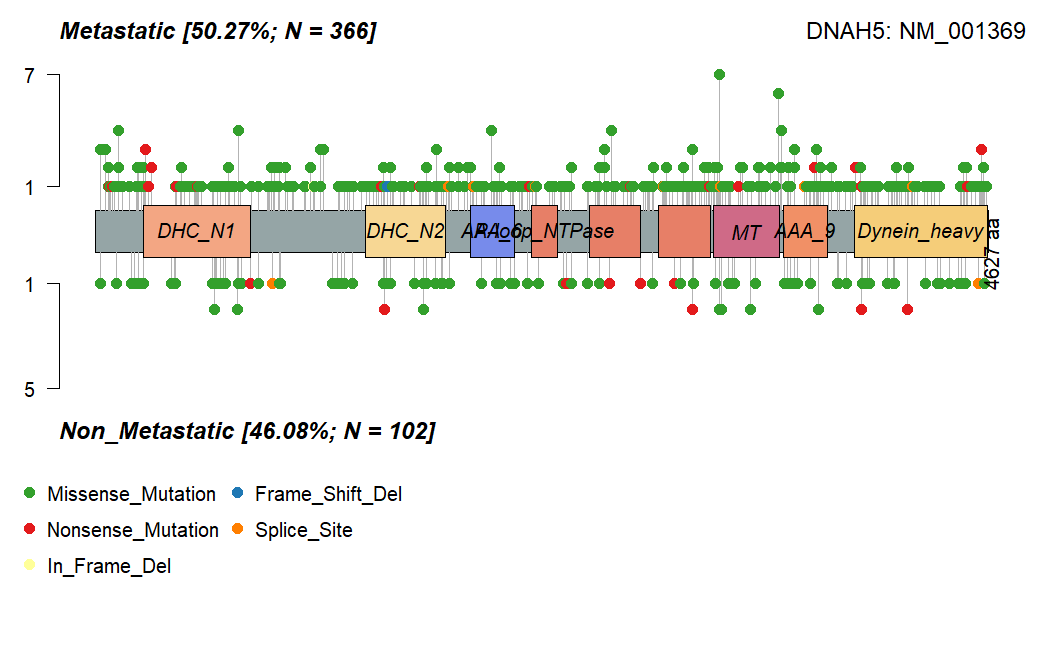 Metastatic [50.27%; N = 366]
DNAH5: NM_001369
7
1
DHC_N1
DHC_N2
p_NTPase
MT
AAA_9
Dynein_heavy
4627 aa
1
5
Non_Metastatic [46.08%; N = 102]
Missense_Mutation
Frame_Shift_Del
Nonsense_Mutation
Splice_Site
In_Frame_Del